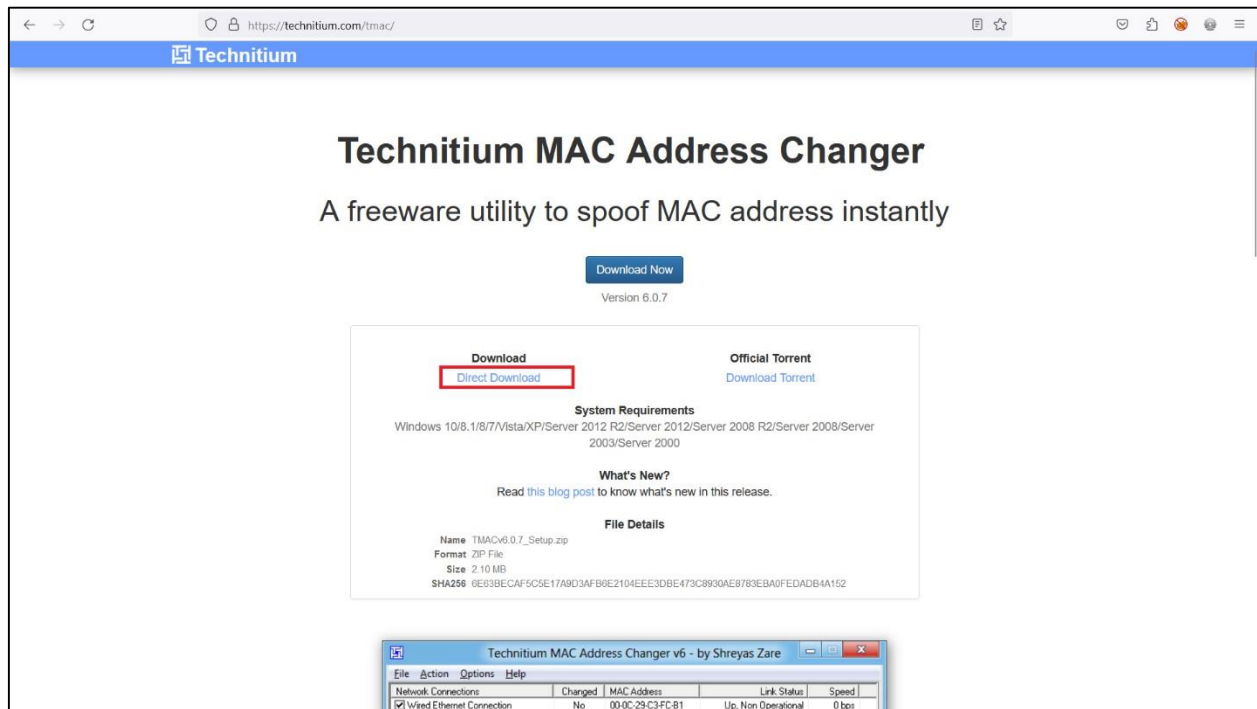 https://technitium.com/tmac/
Technitium
Technitium MAC Address Changer
A freeware utility to spoof MAC address instantly
Download Now
Version 6.0.7
Download
Direct Download
Official Torrent
Download Torrent
System Requirements
Windows 10/8.1/8/7/Vista/XP/Server 2012 R2/Server 2012/Server 2008 R2/Server 2008/Server
2003/Server 2000
What's New?
Read this blog post to know what's new in this release.
File Details
Name TMACv6.0.7_Setup.zip
Format ZIP File
Size 2.10 MB
SHA256 6E63BECAF5C5E17A9D3AFB6E2104EEE3DBE473C8930AE8783EBA0FEDADB4A152
Technitium MAC Address Changer v6 - by Shreyas Zare
File Action Options Help
Network Connections Changed MAC Address Link Status Speed
Wired Ethernet Connection No 00-0C-29-C3-FC-B1 Up, Non Operational 0 bps